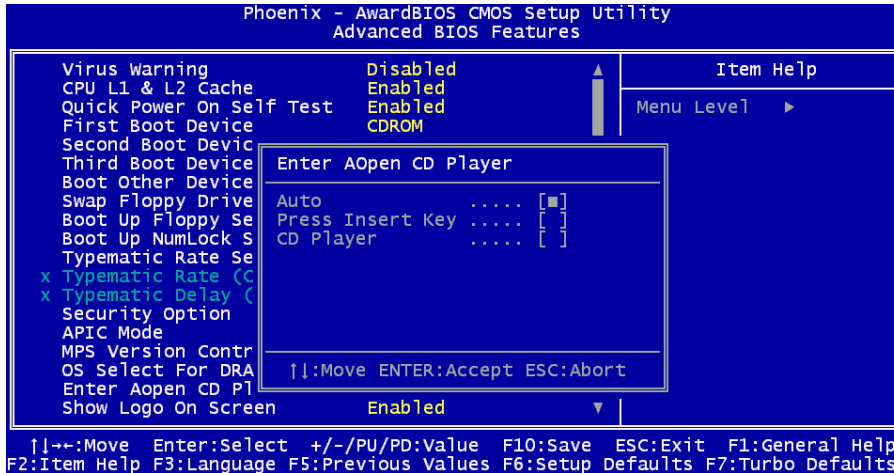 Phoenix - AwardBIOS CMOS Setup Utility
Advanced BIOS Features
Virus Warning Disabled ▲ Item Help
CPU L1 & L2 Cache Enabled
Quick Power On Self Test Enabled Menu Level ▶
First Boot Device CDROM
Second Boot Devic
Third Boot Device Enter AOpen CD Player
Boot Other Device
Swap Floppy Drive Auto ..... [■]
Boot Up Floppy Se Press Insert Key ..... [ ]
Boot Up NumLock S CD Player ..... [ ]
Typematic Rate Se
x Typematic Rate (C
x Typematic Delay (
Security Option
APIC Mode
MPS Version Contr
OS Select For DRA ↑↓:Move ENTER:Accept ESC:Abort
Enter Aopen CD Pl
Show Logo On Screen Enabled ▼
↑↓→←:Move Enter:Select +/-/PU/PD:Value F10:Save ESC:Exit F1:General Help
F2:Item Help F3:Language F5:Previous Values F6:Setup Defaults F7:Turbo Defaults